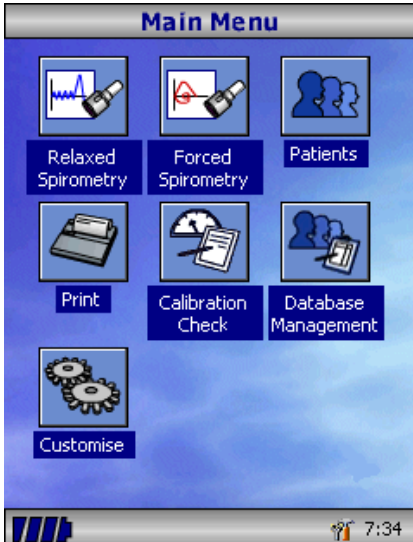 Main Menu
Relaxed
Spirometry
Forced
Spirometry
Patients
Print
Calibration
Check
Database
Management
Customise
7:34